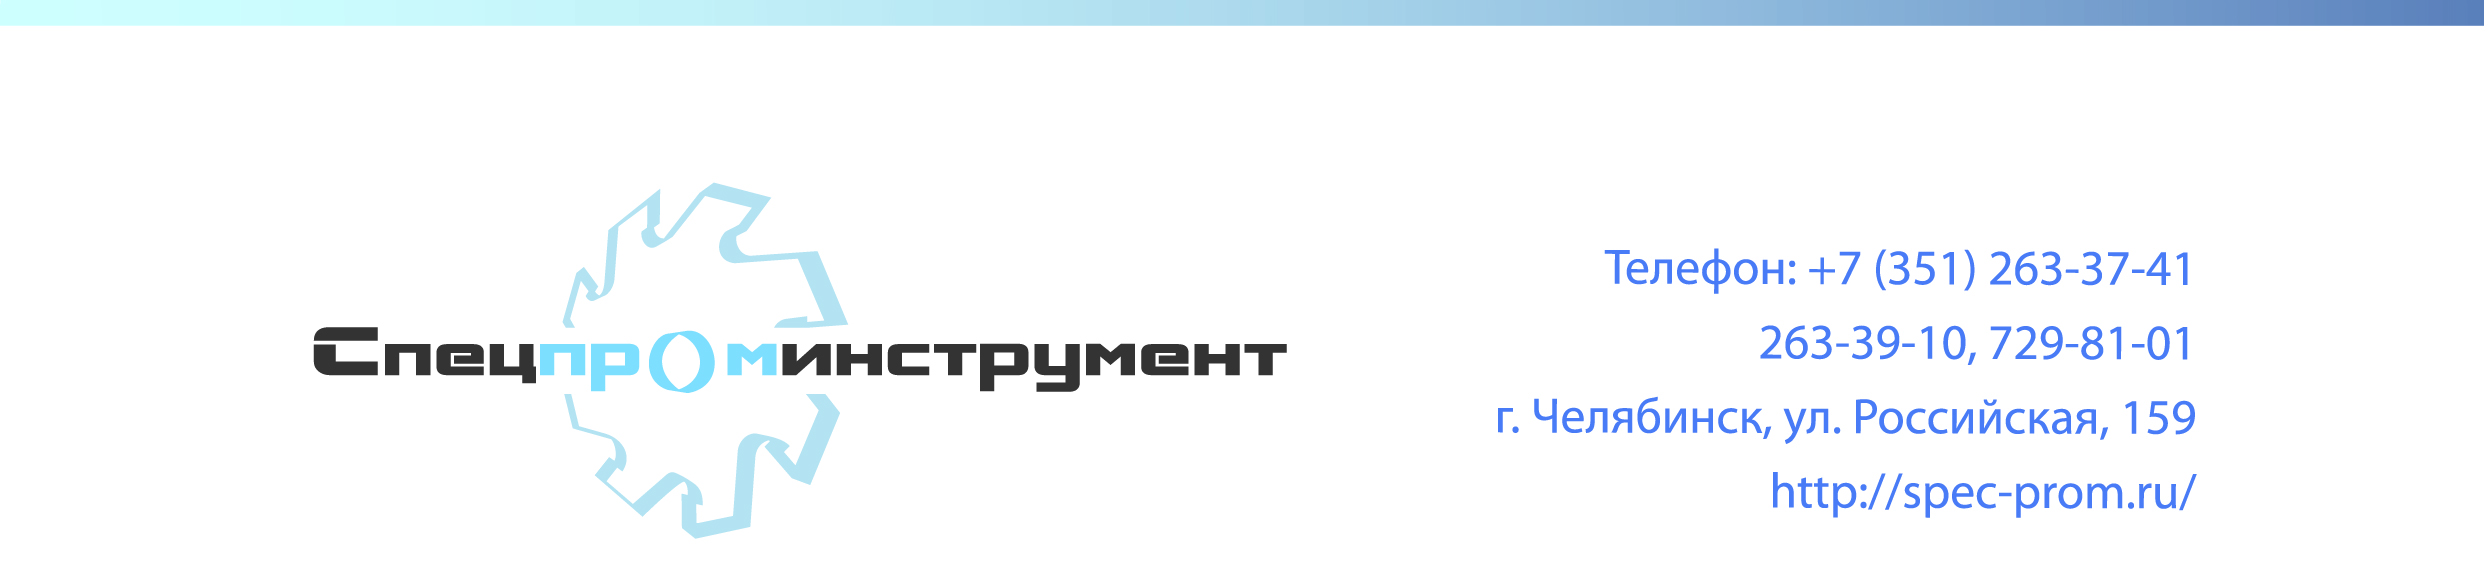 Спецпроминструмент
Телефон: +7 (351) 263-37-41
263-39-10, 729-81-01
г. Челябинск, ул. Российская, 159
http://spec-prom.ru/